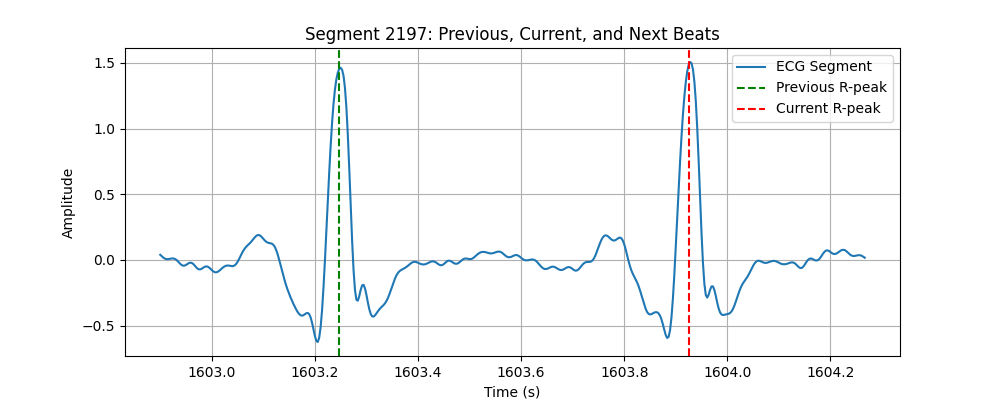 Segment 2197: Previous, Current, and Next Beats
ECG Segment
Previous R-peak
Current R-peak
Amplitude
1.5
1.0
0.5
0.0
−0.5
1603.0 1603.2 1603.4 1603.6 1603.8 1604.0 1604.2
Time (s)